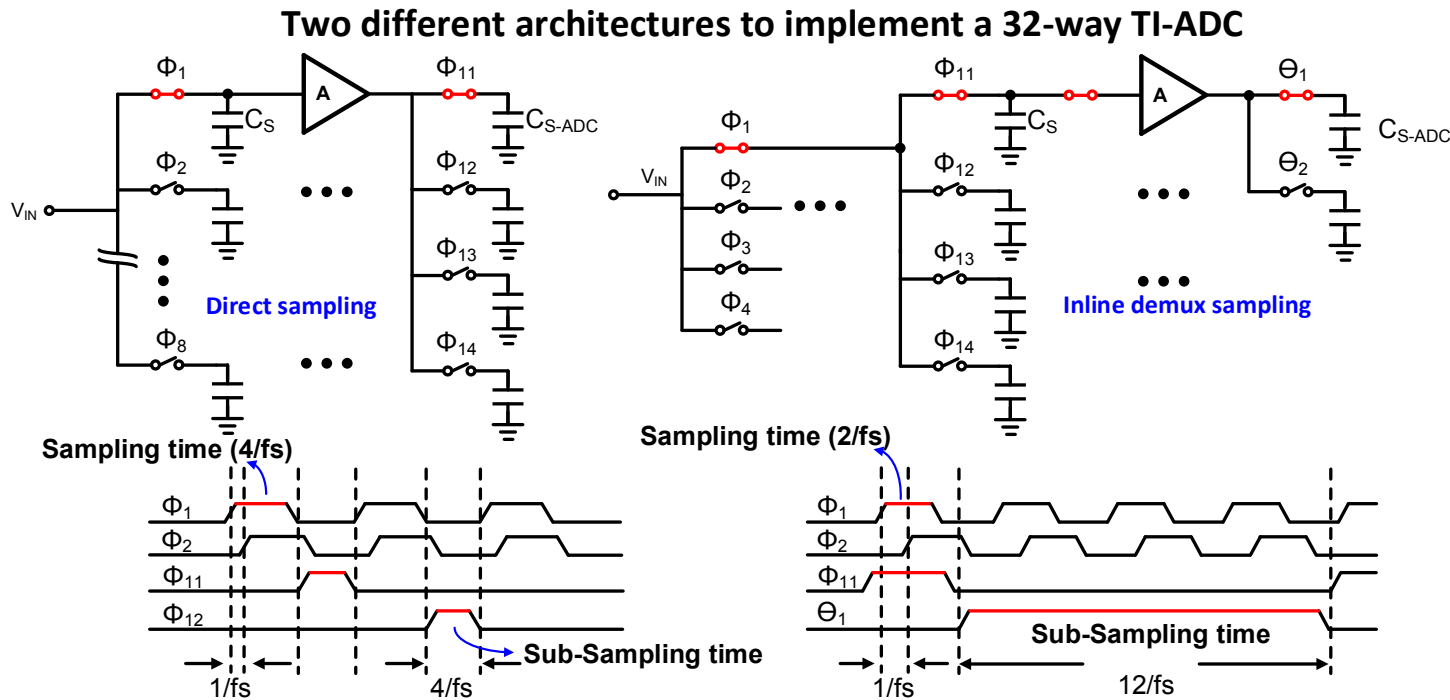 Two different architectures to implement a 32-way TI-ADC
Φ1
A
Φ11
CS
CS-ADC
Φ2
Φ12
VIN
Φ13
Direct sampling
Φ8
Φ14
Φ11
A
Θ1
Φ1
CS
CS-ADC
VIN
Φ2
Φ12
Θ2
Φ3
Φ13
Inline demux sampling
Φ4
Φ14
Sampling time (4/fs)
Φ1
Φ2
Φ11
Φ12
Sub-Sampling time
1/fs
4/fs
Sampling time (2/fs)
Φ1
Φ2
Φ11
Θ1
Sub-Sampling time
1/fs
12/fs